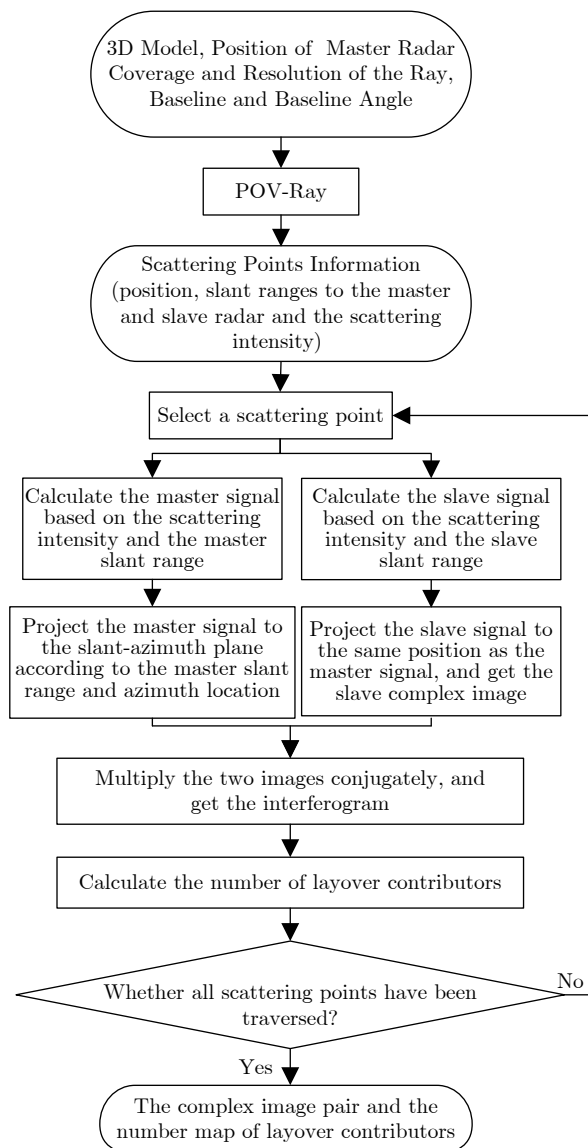 3D Model, Position of Master Radar
Coverage and Resolution of the Ray,
Baseline and Baseline Angle
POV-Ray
Scattering Points Information
(position, slant ranges to the master
and slave radar and the scattering
intensity)
Select a scattering point
Calculate the master signal
based on the scattering
intensity and the master
slant range
Calculate the slave signal
based on the scattering
intensity and the slave
slant range
Project the master signal to
the slant-azimuth plane
according to the master slant
range and azimuth location
Project the slave signal to
the same position as the
master signal, and get the
slave complex image
Multiply the two images conjugately, and
get the interferogram
Calculate the number of layover contributors
Whether all scattering points have been
traversed?
No
Yes
The complex image pair and the
number map of layover contributors